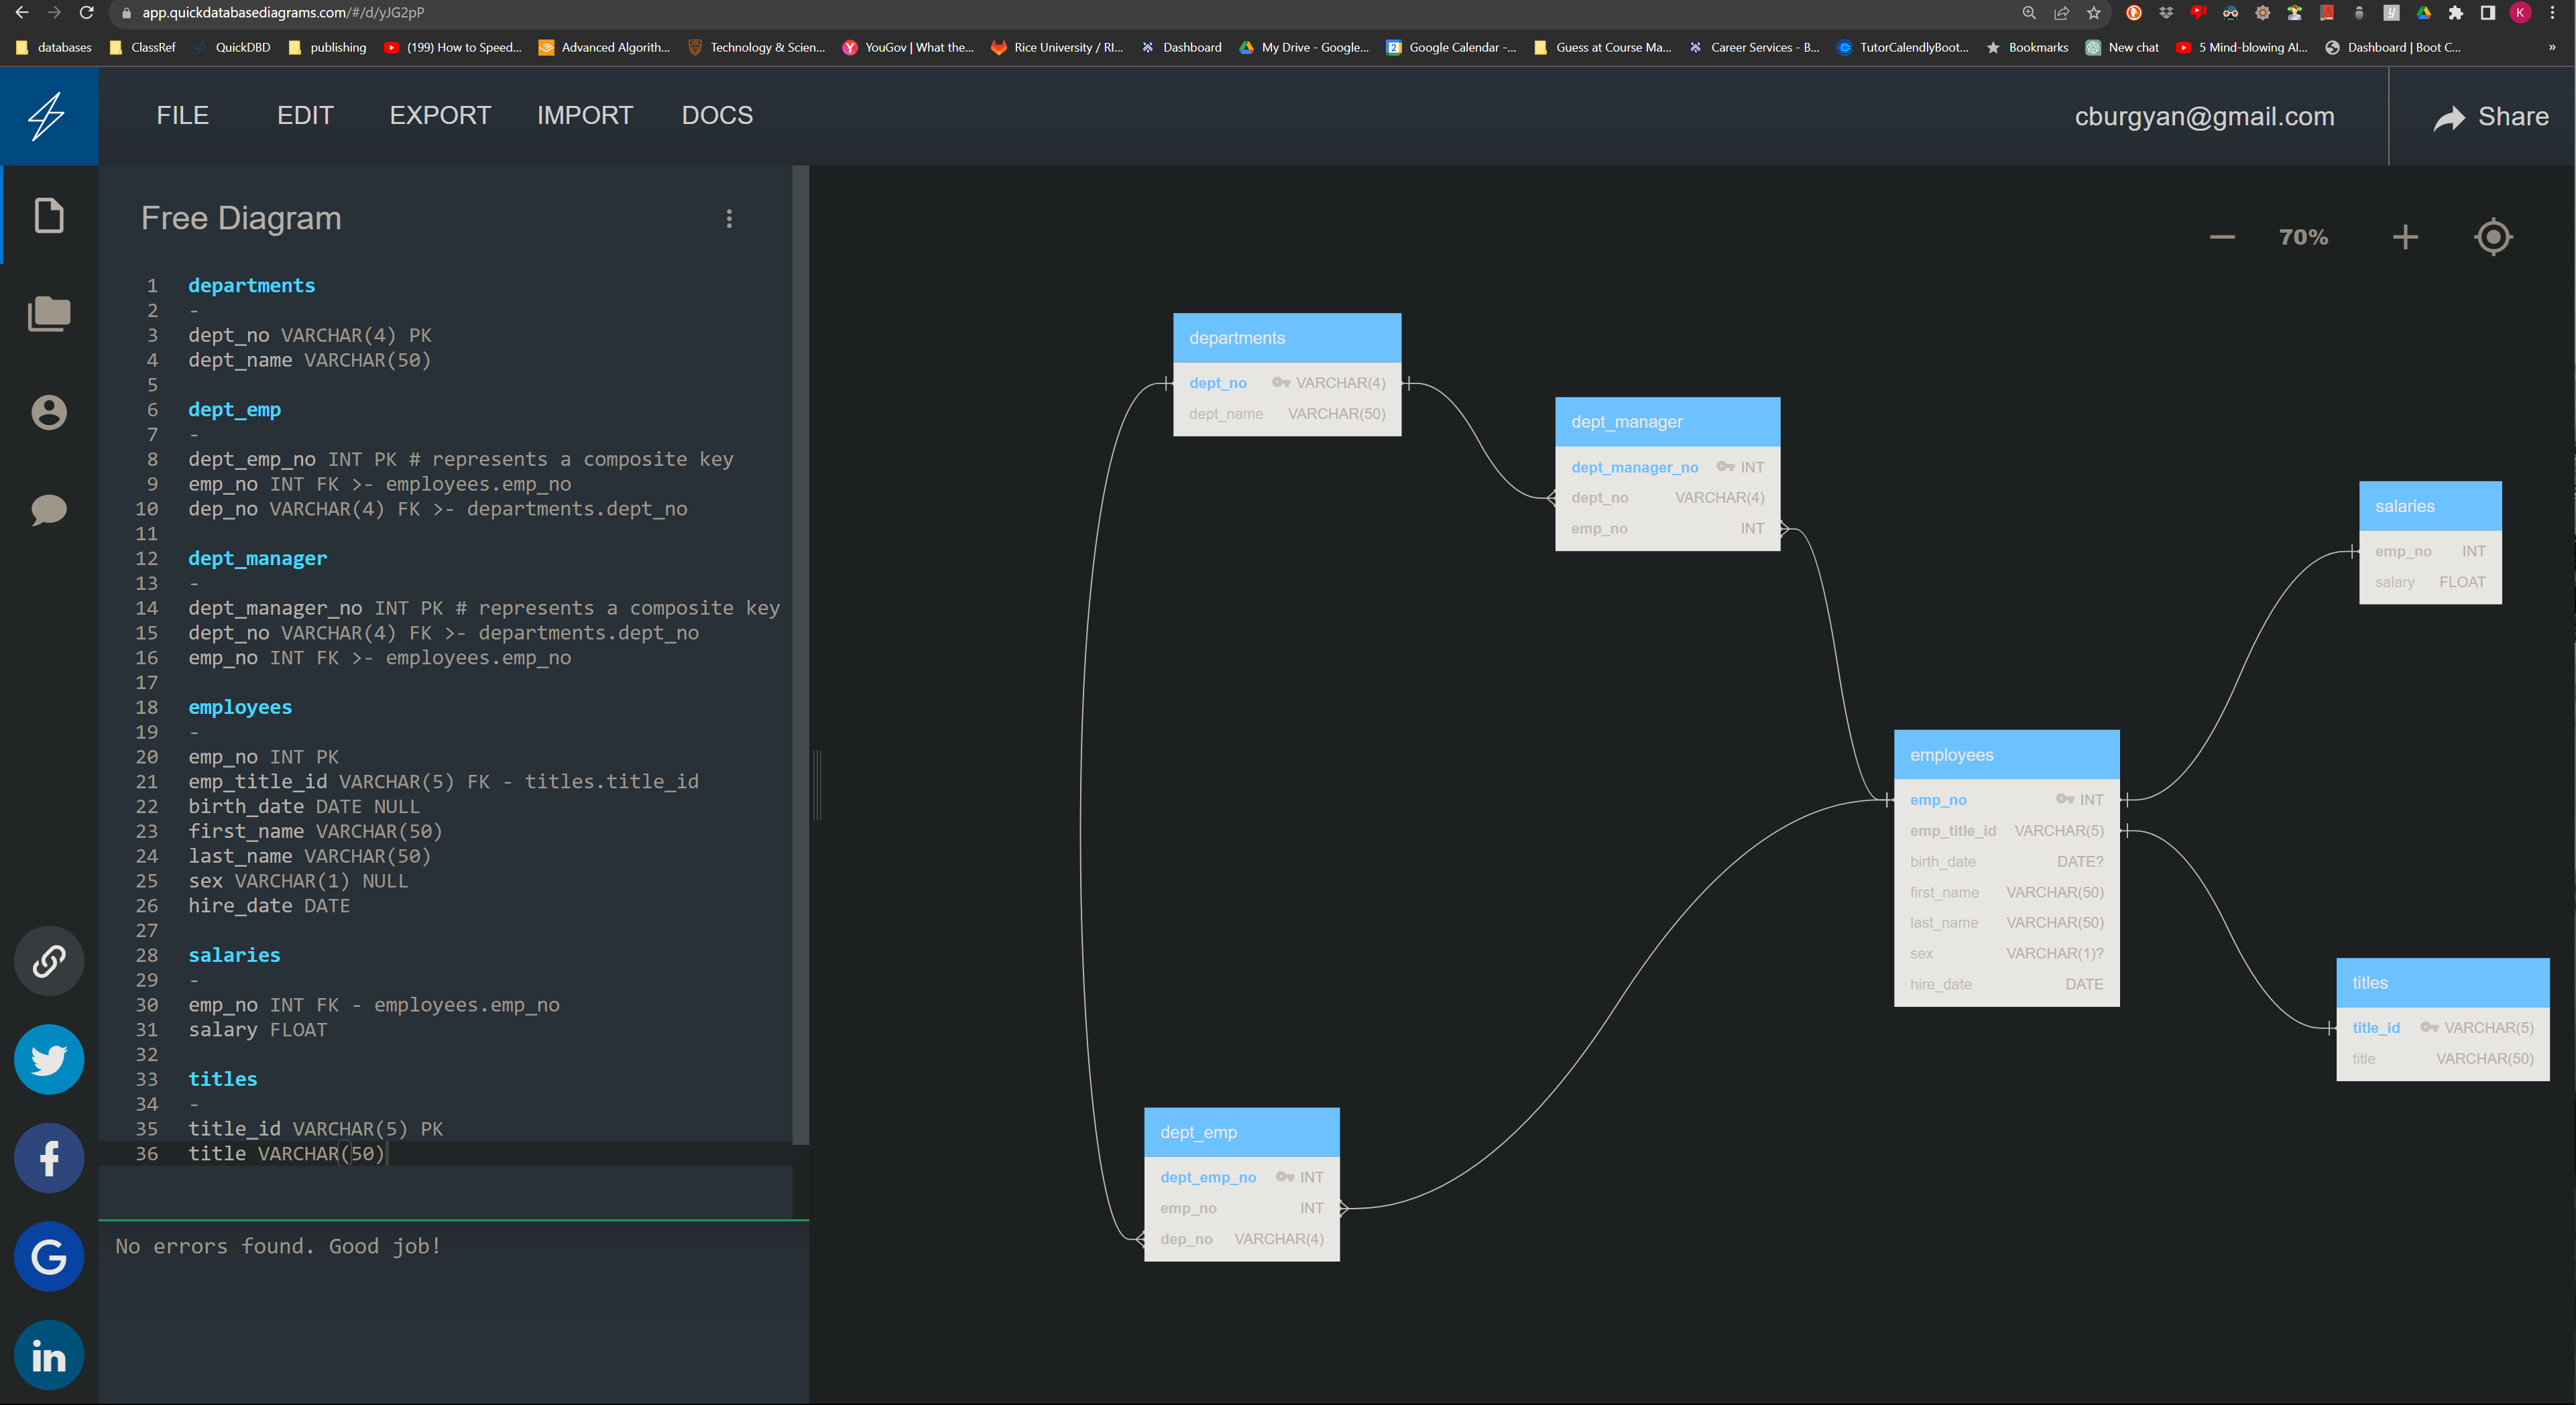 app.quickdatabasediagrams.com/#/d/yJG2pP
K
databases ClassRef QuickDBD publishing (199) How to Speed... Advanced Algorith... Technology & Scien... YouGov | What the... Rice University / RI... Dashboard My Drive - Google... 2 Google Calendar -... Guess at Course Ma... Career Services - B... TutorCalendlyBoot... Bookmarks New chat 5 Mind-blowing AI... Dashboard | Boot C... »
FILE EDIT EXPORT IMPORT DOCS cburgyan@gmail.com Share
Free Diagram
70%
1 departments
2 -
3 dept_no VARCHAR(4) PK
4 dept_name VARCHAR(50)
5
6 dept_emp
7 -
8 dept_emp_no INT PK # represents a composite key
9 emp_no INT FK >- employees.emp_no
10 dep_no VARCHAR(4) FK >- departments.dept_no
11
12 dept_manager
13 -
14 dept_manager_no INT PK # represents a composite key
15 dept_no VARCHAR(4) FK >- departments.dept_no
16 emp_no INT FK >- employees.emp_no
17
18 employees
19 -
20 emp_no INT PK
21 emp_title_id VARCHAR(5) FK - titles.title_id
22 birth_date DATE NULL
23 first_name VARCHAR(50)
24 last_name VARCHAR(50)
25 sex VARCHAR(1) NULL
26 hire_date DATE
27
28 salaries
29 -
30 emp_no INT FK - employees.emp_no
31 salary FLOAT
32
33 titles
34 -
35 title_id VARCHAR(5) PK
36 title VARCHAR(50)
No errors found. Good job!
departments
dept_no VARCHAR(4)
dept_name VARCHAR(50)
dept_manager
dept_manager_no INT
dept_no VARCHAR(4)
emp_no INT
salaries
emp_no INT
salary FLOAT
employees
emp_no INT
emp_title_id VARCHAR(5)
birth_date DATE?
first_name VARCHAR(50)
last_name VARCHAR(50)
sex VARCHAR(1)?
hire_date DATE
titles
title_id VARCHAR(5)
title VARCHAR(50)
dept_emp
dept_emp_no INT
emp_no INT
dep_no VARCHAR(4)